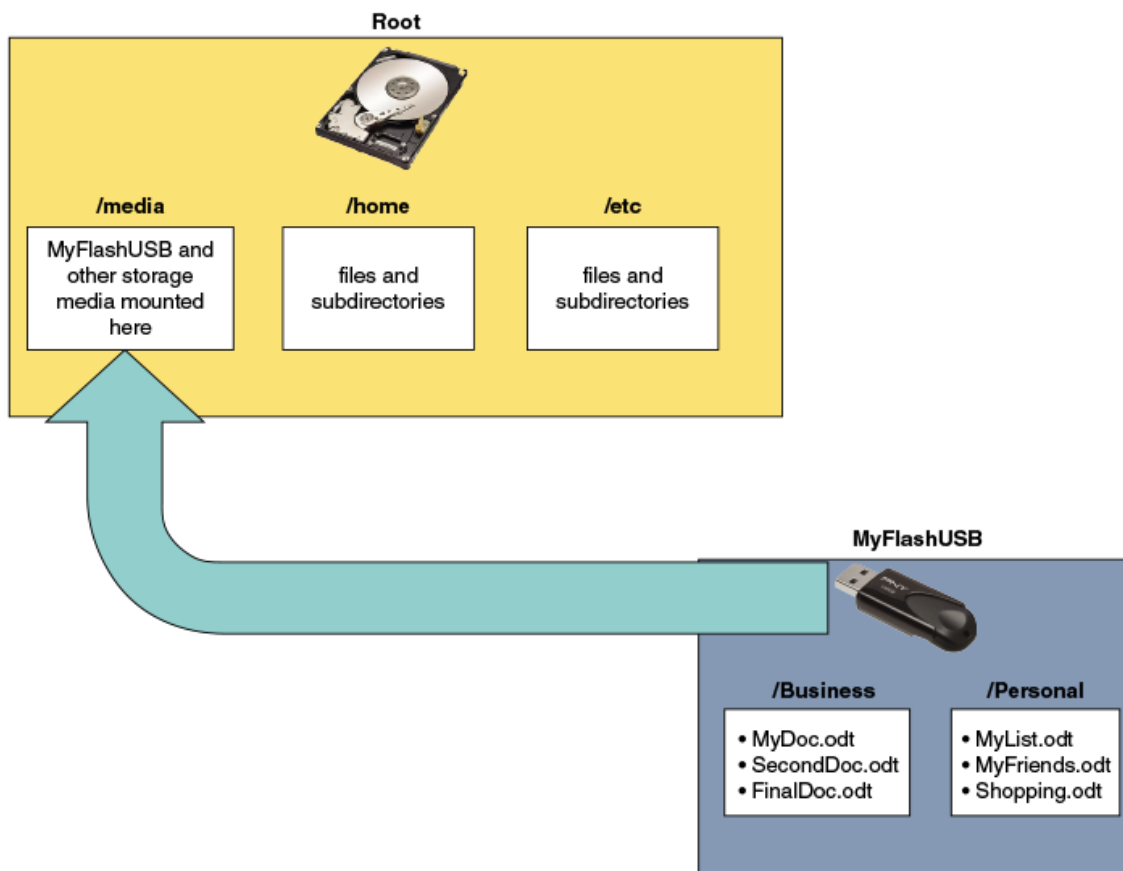 Root
/media
MyFlashUSB and
other storage
media mounted
here
/home
files and
subdirectories
/etc
files and
subdirectories
MyFlashUSB
PNY
/Business
• MyDoc.odt
• SecondDoc.odt
• FinalDoc.odt
/Personal
• MyList.odt
• MyFriends.odt
• Shopping.odt